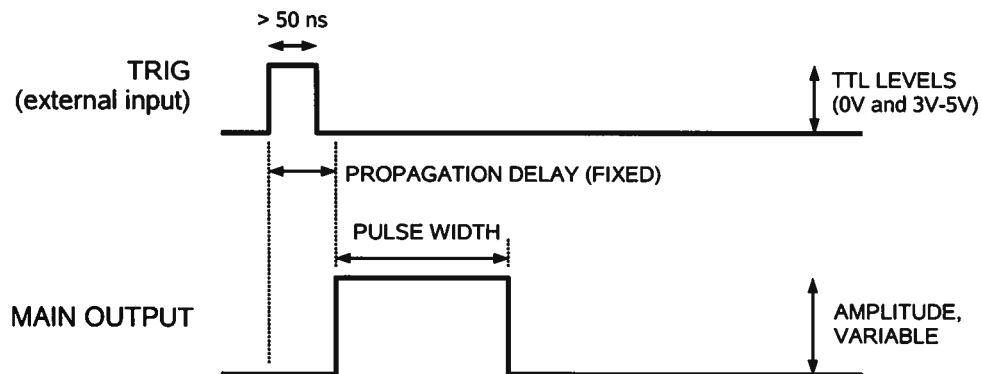 > 50 ns
TRIG
(external input)
TTL LEVELS
(0V and 3V-5V)
PROPAGATION DELAY (FIXED)
PULSE WIDTH
MAIN OUTPUT
AMPLITUDE,
VARIABLE